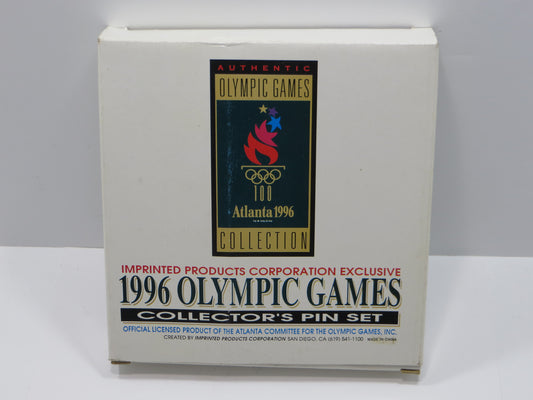 AUTHENTIC
OLYMPIC GAMES
100
Atlanta 1996
COLLECTION
IMPRINTED PRODUCTS CORPORATION EXCLUSIVE
1996 OLYMPIC GAMES
COLLECTOR'S PIN SET
OFFICIAL LICENSED PRODUCT OF THE ATLANTA COMMITTEE FOR THE OLYMPIC GAMES, INC.
CREATED BY IMPRINTED PRODUCTS CORPORATION SAN DIEGO, CA (619) 541-1100 MADE IN CHINA